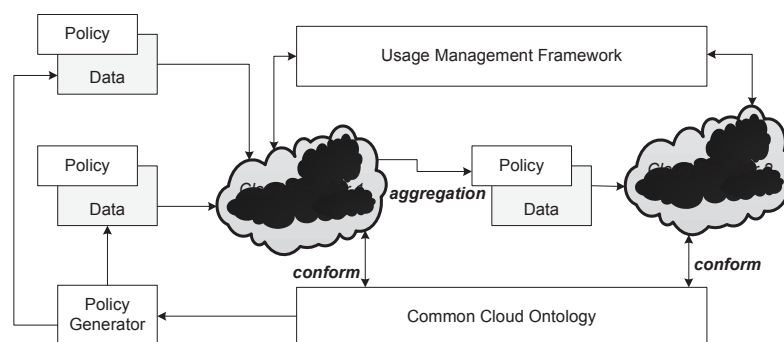 Policy
Data
Usage Management Framework
Policy
Data
aggregation
Policy
Data
conform
conform
Policy
Generator
Common Cloud Ontology